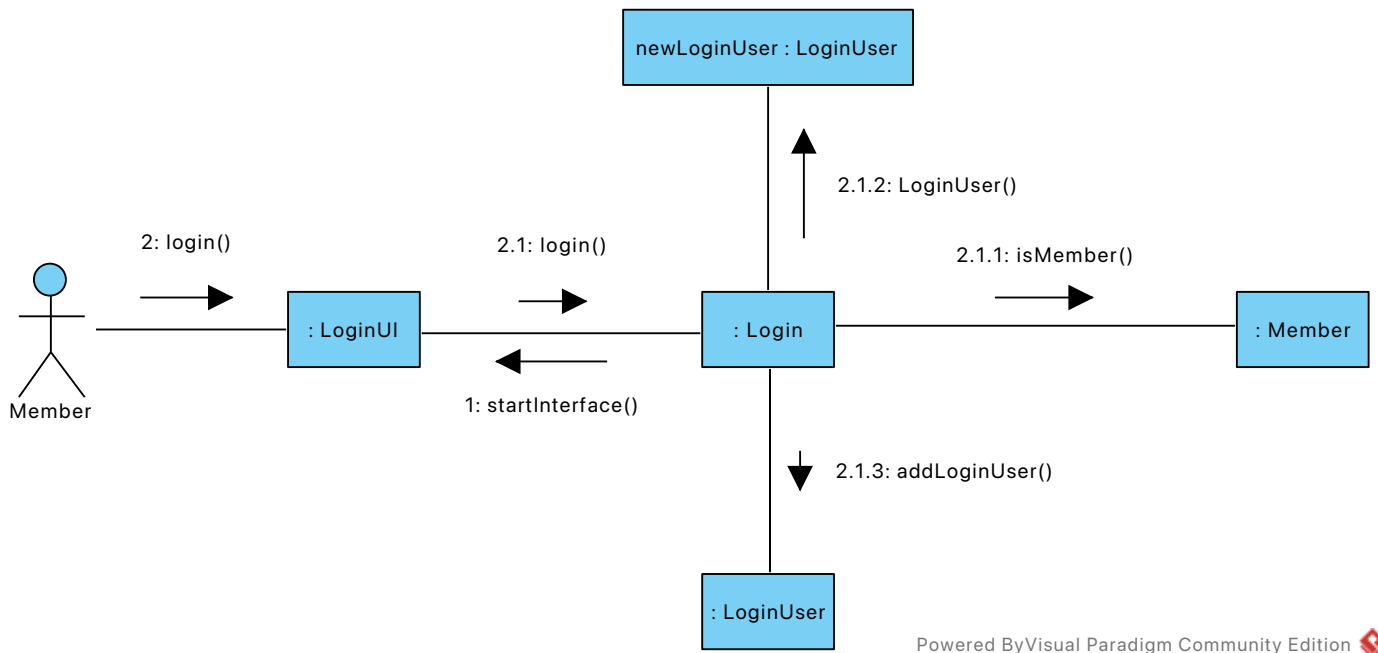 newLoginUser : LoginUser
2.1.2: LoginUser()
2: login()
2.1: login()
2.1.1: isMember()
: LoginUI
: Login
: Member
Member
1: startInterface()
2.1.3: addLoginUser()
: LoginUser
Powered ByVisual Paradigm Community Edition